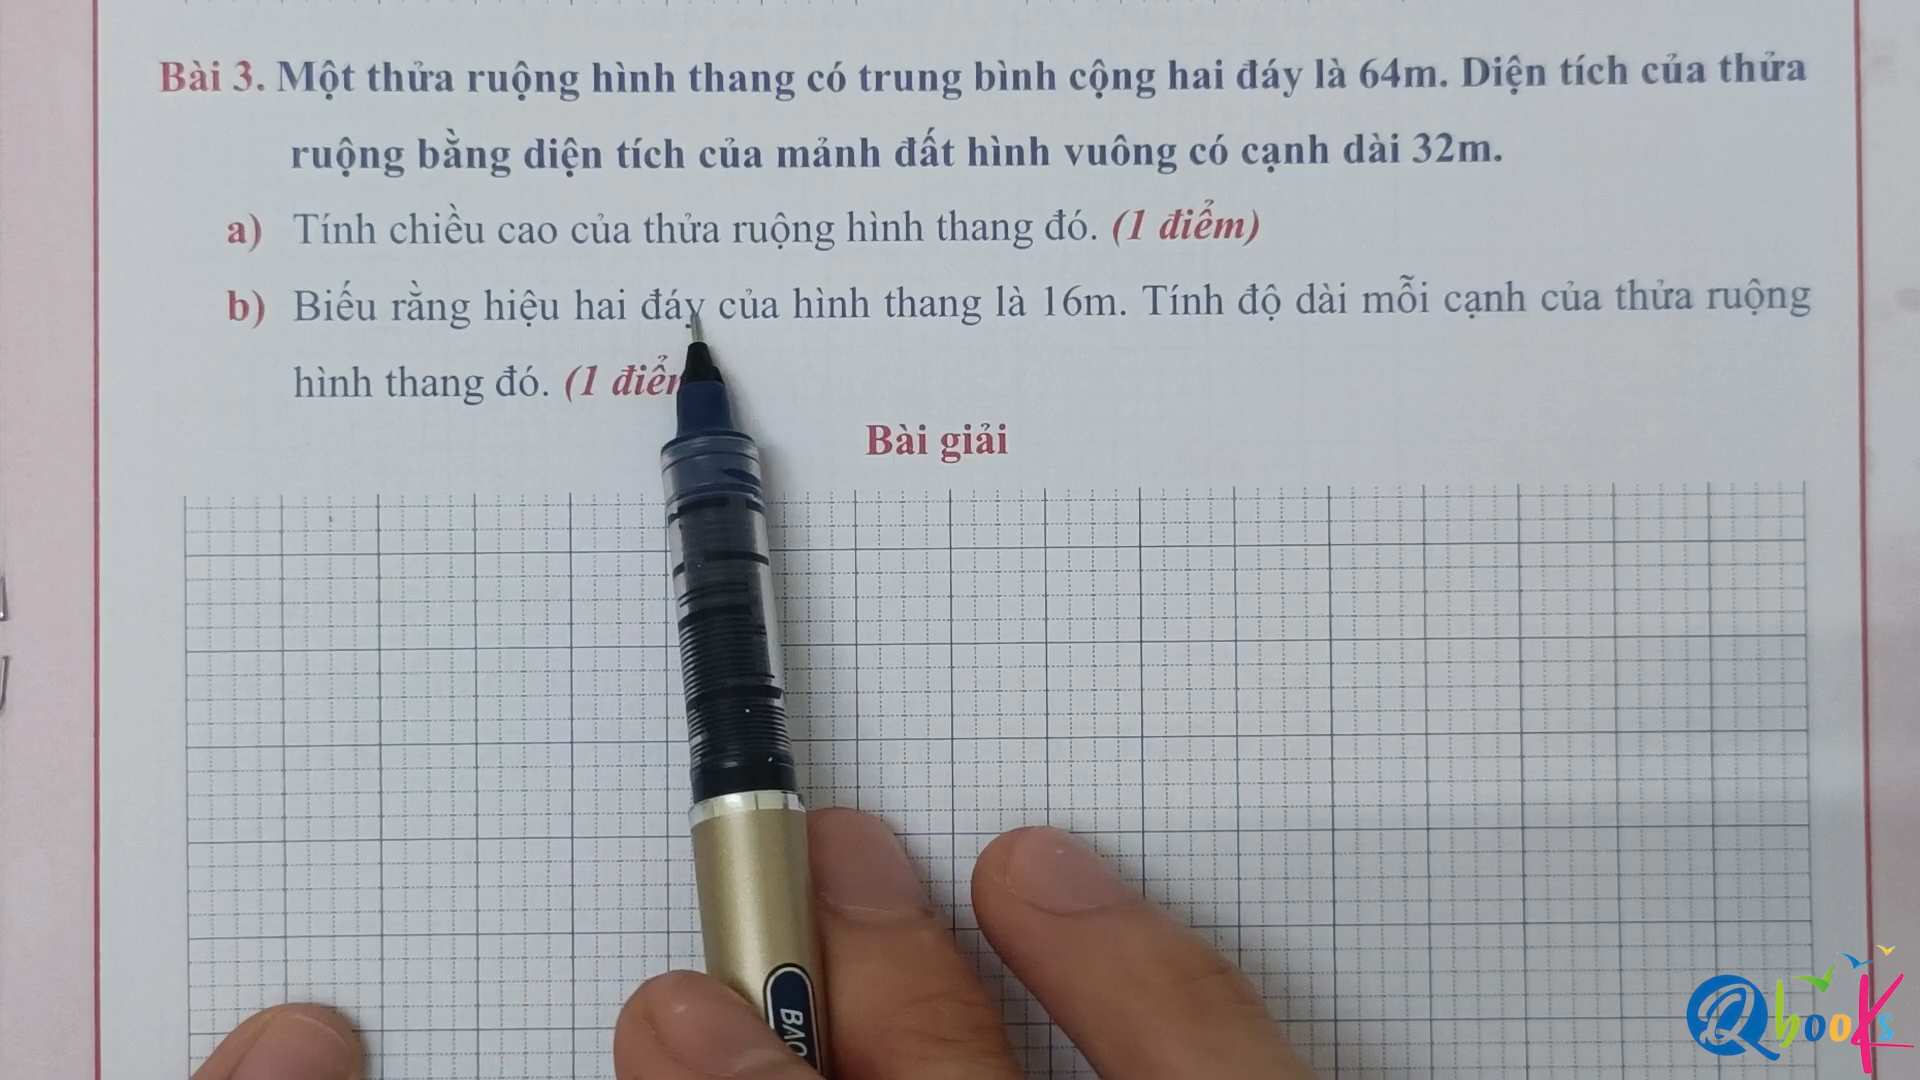 Bài 3. Một thửa ruộng hình thang có trung bình cộng hai đáy là 64m. Diện tích của thửa
ruộng bằng diện tích của mảnh đất hình vuông có cạnh dài 32m.
a) Tính chiều cao của thửa ruộng hình thang đó. (1 điểm)
b) Biếu rằng hiệu hai đáy của hình thang là 16m. Tính độ dài mỗi cạnh của thửa ruộng
hình thang đó. (1
Bài giải
Qbooks